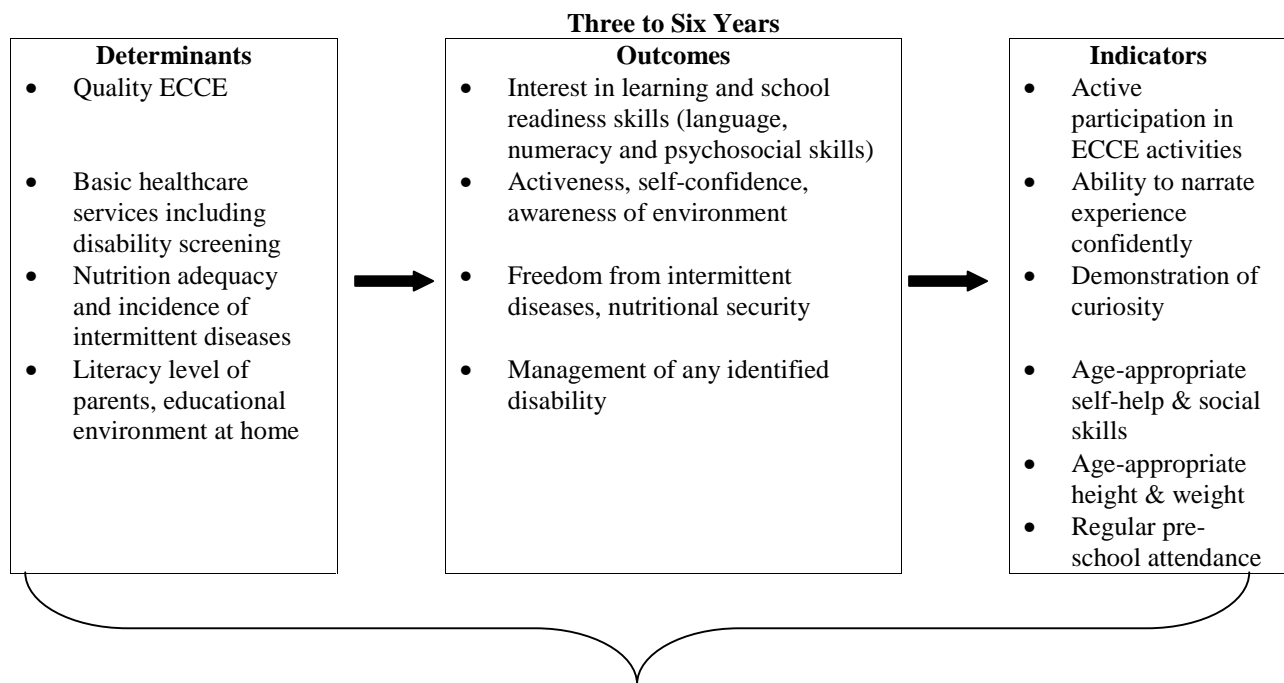 Three to Six Years
Determinants
• Quality ECCE
• Basic healthcare
services including
disability screening
• Nutrition adequacy
and incidence of
intermittent diseases
• Literacy level of
parents, educational
environment at home
Outcomes
• Interest in learning and school
readiness skills (language,
numeracy and psychosocial skills)
• Activeness, self-confidence,
awareness of environment
• Freedom from intermittent
diseases, nutritional security
• Management of any identified
disability
Indicators
• Active
participation in
ECCE activities
• Ability to narrate
experience
confidently
• Demonstration of
curiosity
• Age-appropriate
self-help & social
skills
• Age-appropriate
height & weight
• Regular pre-
school attendance